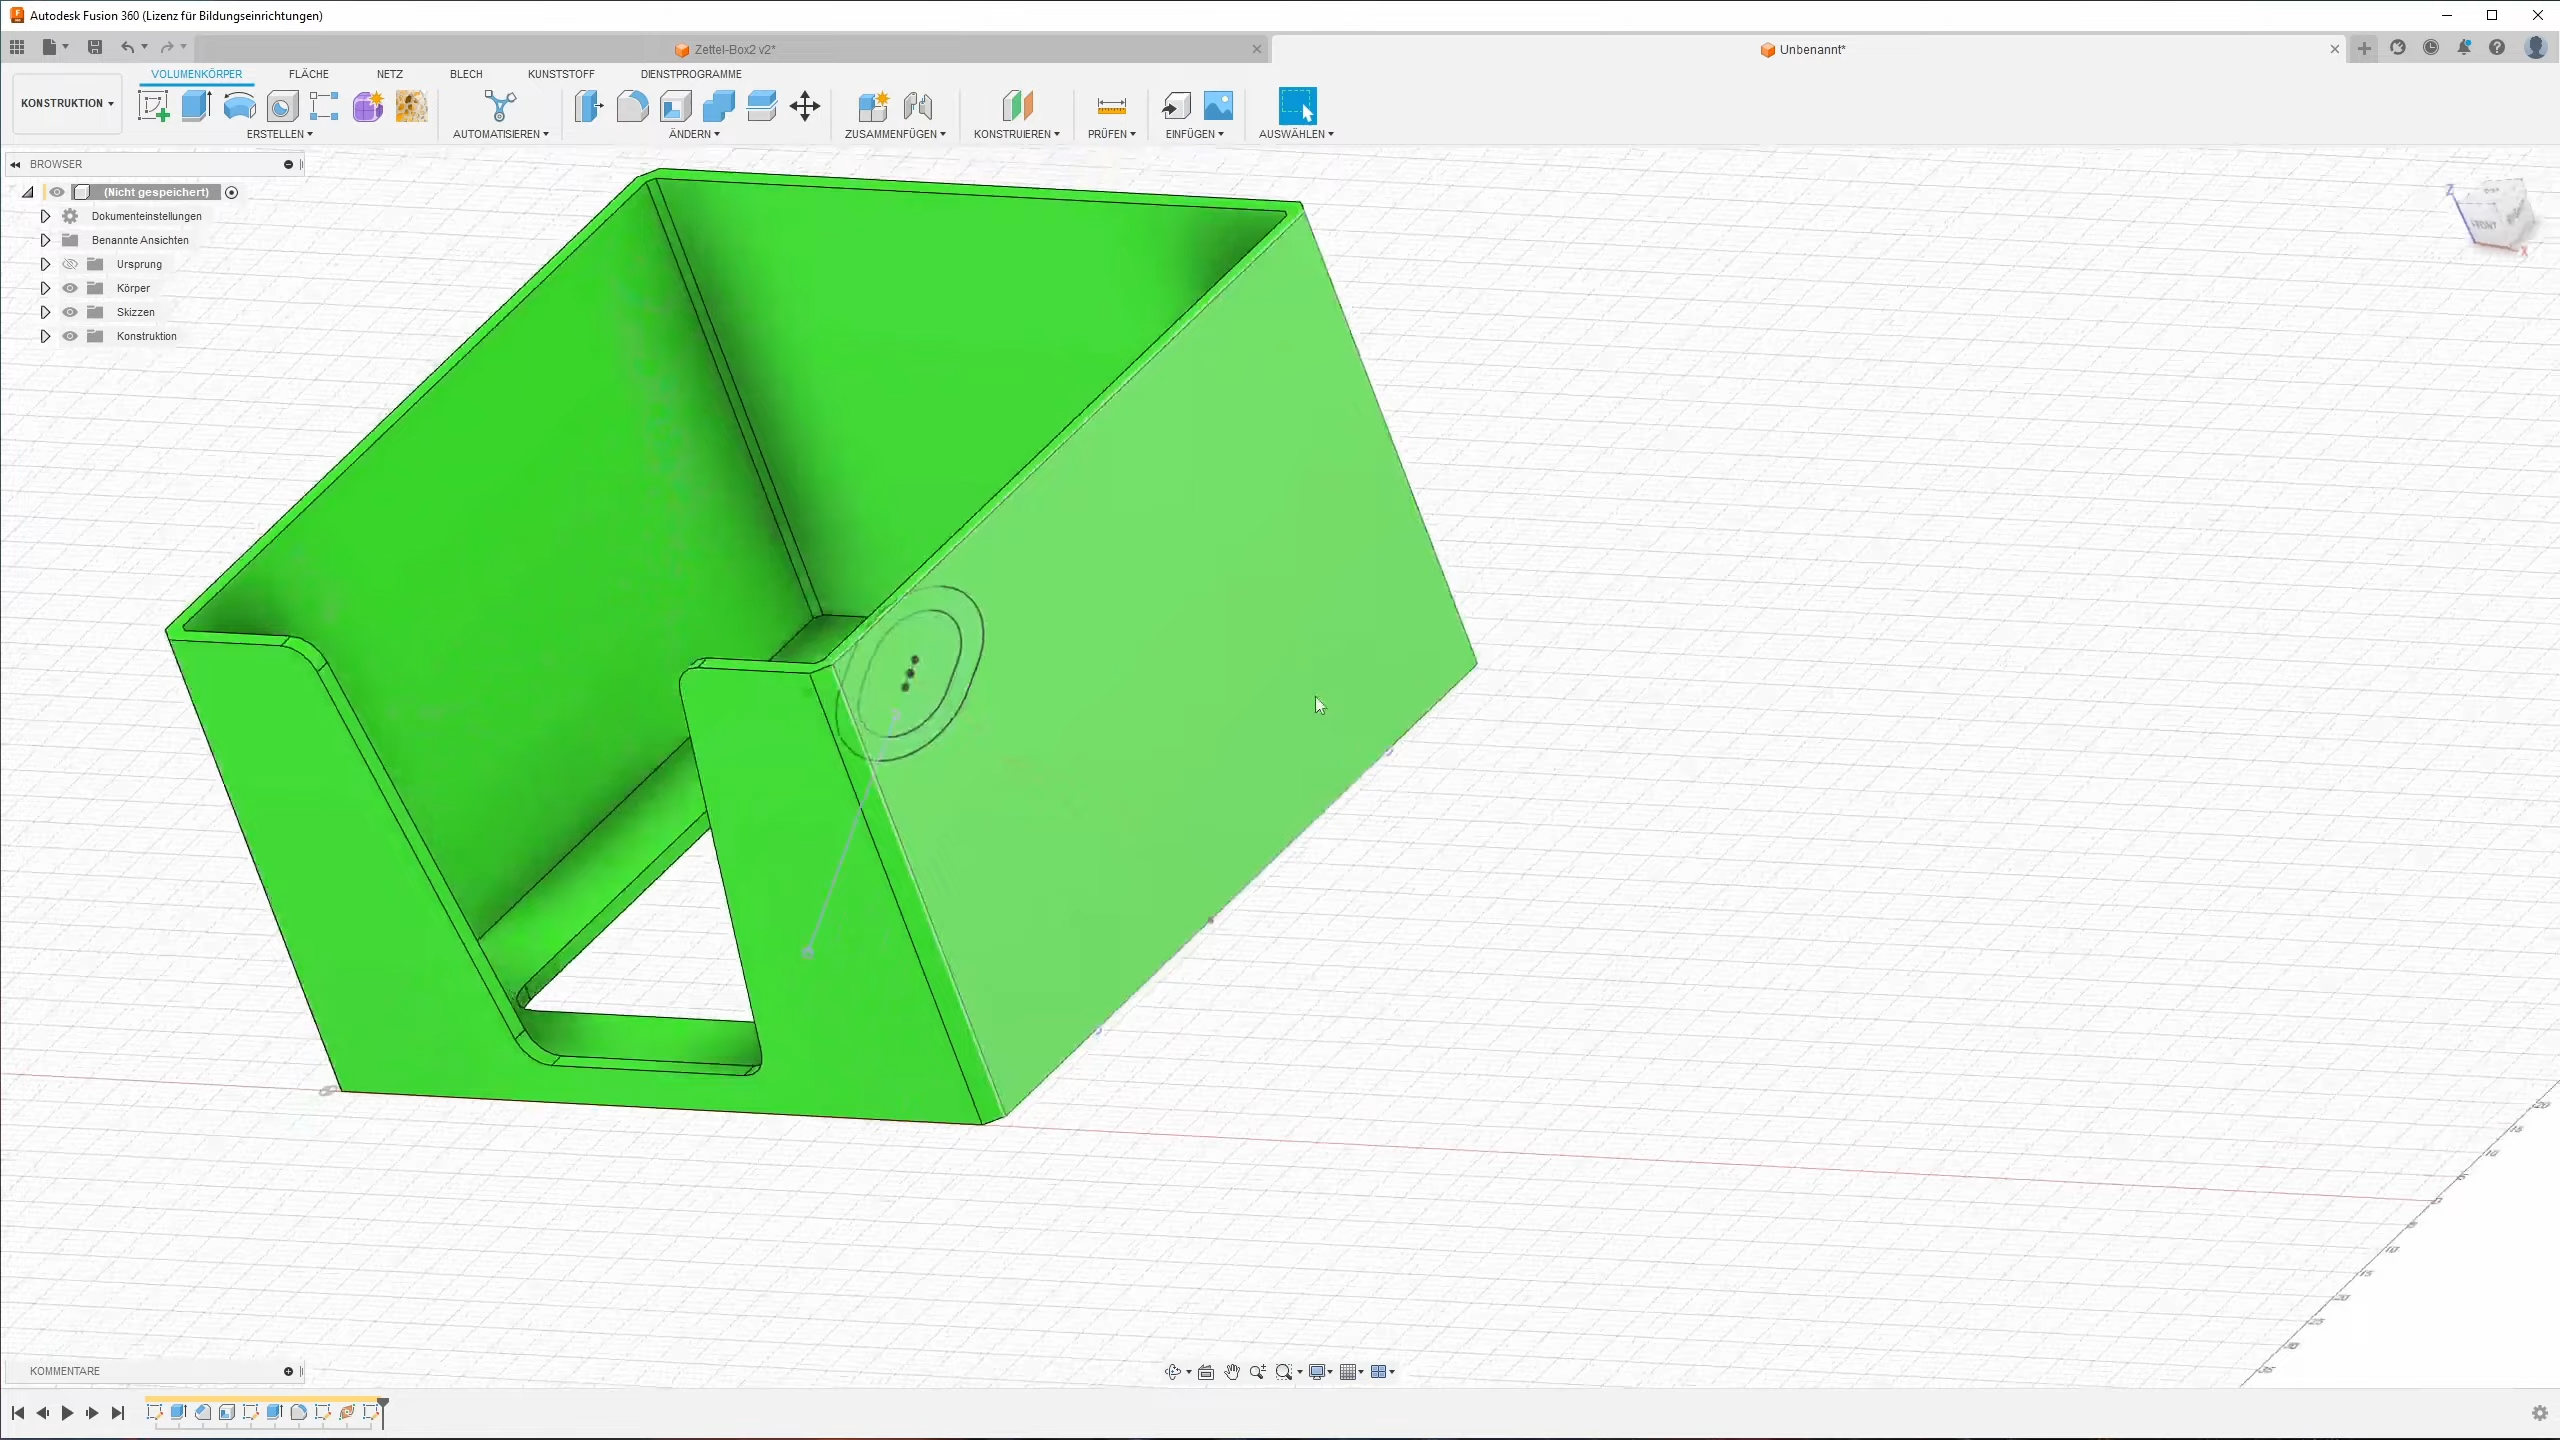 Autodesk Fusion 360 (Lizenz für Bildungseinrichtungen)
Zettel-Box2 v2*
Unbenannt*
KONSTRUKTION
VOLUMENKÖRPER
FLÄCHE
NETZ
BLECH
KUNSTSTOFF
DIENSTPROGRAMME
ERSTELLEN
AUTOMATISIEREN
ÄNDERN
ZUSAMMENFÜGEN
KONSTRUIEREN
PRÜFEN
EINFÜGEN
AUSWÄHLEN
BROWSER
(Nicht gespeichert)
Dokumenteinstellungen
Benannte Ansichten
Ursprung
Körper
Skizzen
Konstruktion
Z
X
KOMMENTARE